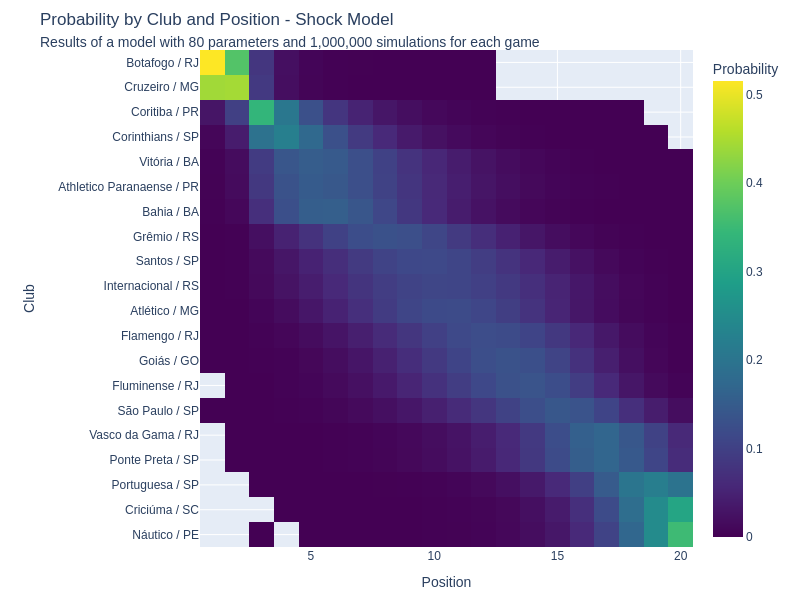 Probability by Club and Position - Shock Model
Results of a model with 80 parameters and 1,000,000 simulations for each game
Probability
Club
Botafogo / RJ
Cruzeiro / MG
Coritiba / PR
Corinthians / SP
Vitória / BA
Athletico Paranaense / PR
Bahia / BA
Grêmio / RS
Santos / SP
Internacional / RS
Atlético / MG
Flamengo / RJ
Goiás / GO
Fluminense / RJ
São Paulo / SP
Vasco da Gama / RJ
Ponte Preta / SP
Portuguesa / SP
Criciúma / SC
Náutico / PE
0.5
0.4
0.3
0.2
0.1
0
5 10 15 20
Position